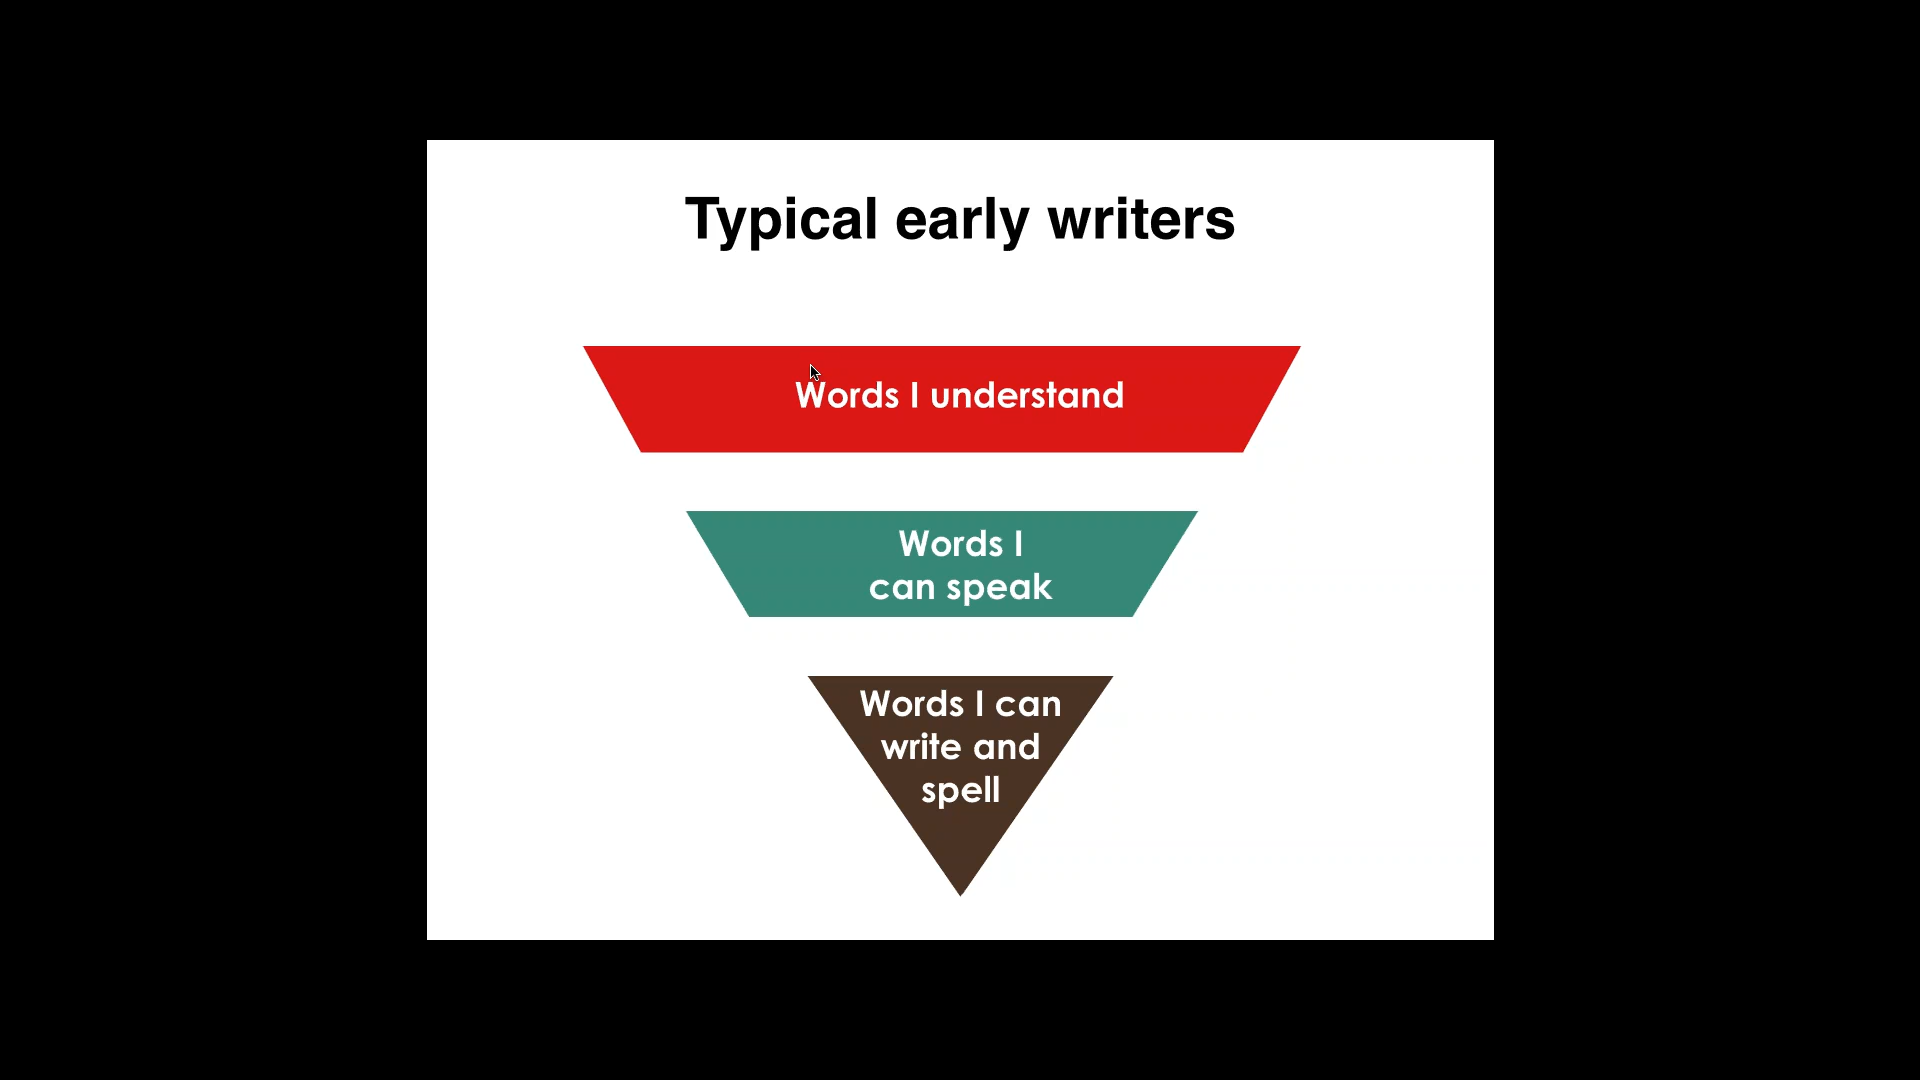 Typical early writers
Words I understand
Words I
can speak
Words I can
write and
spell